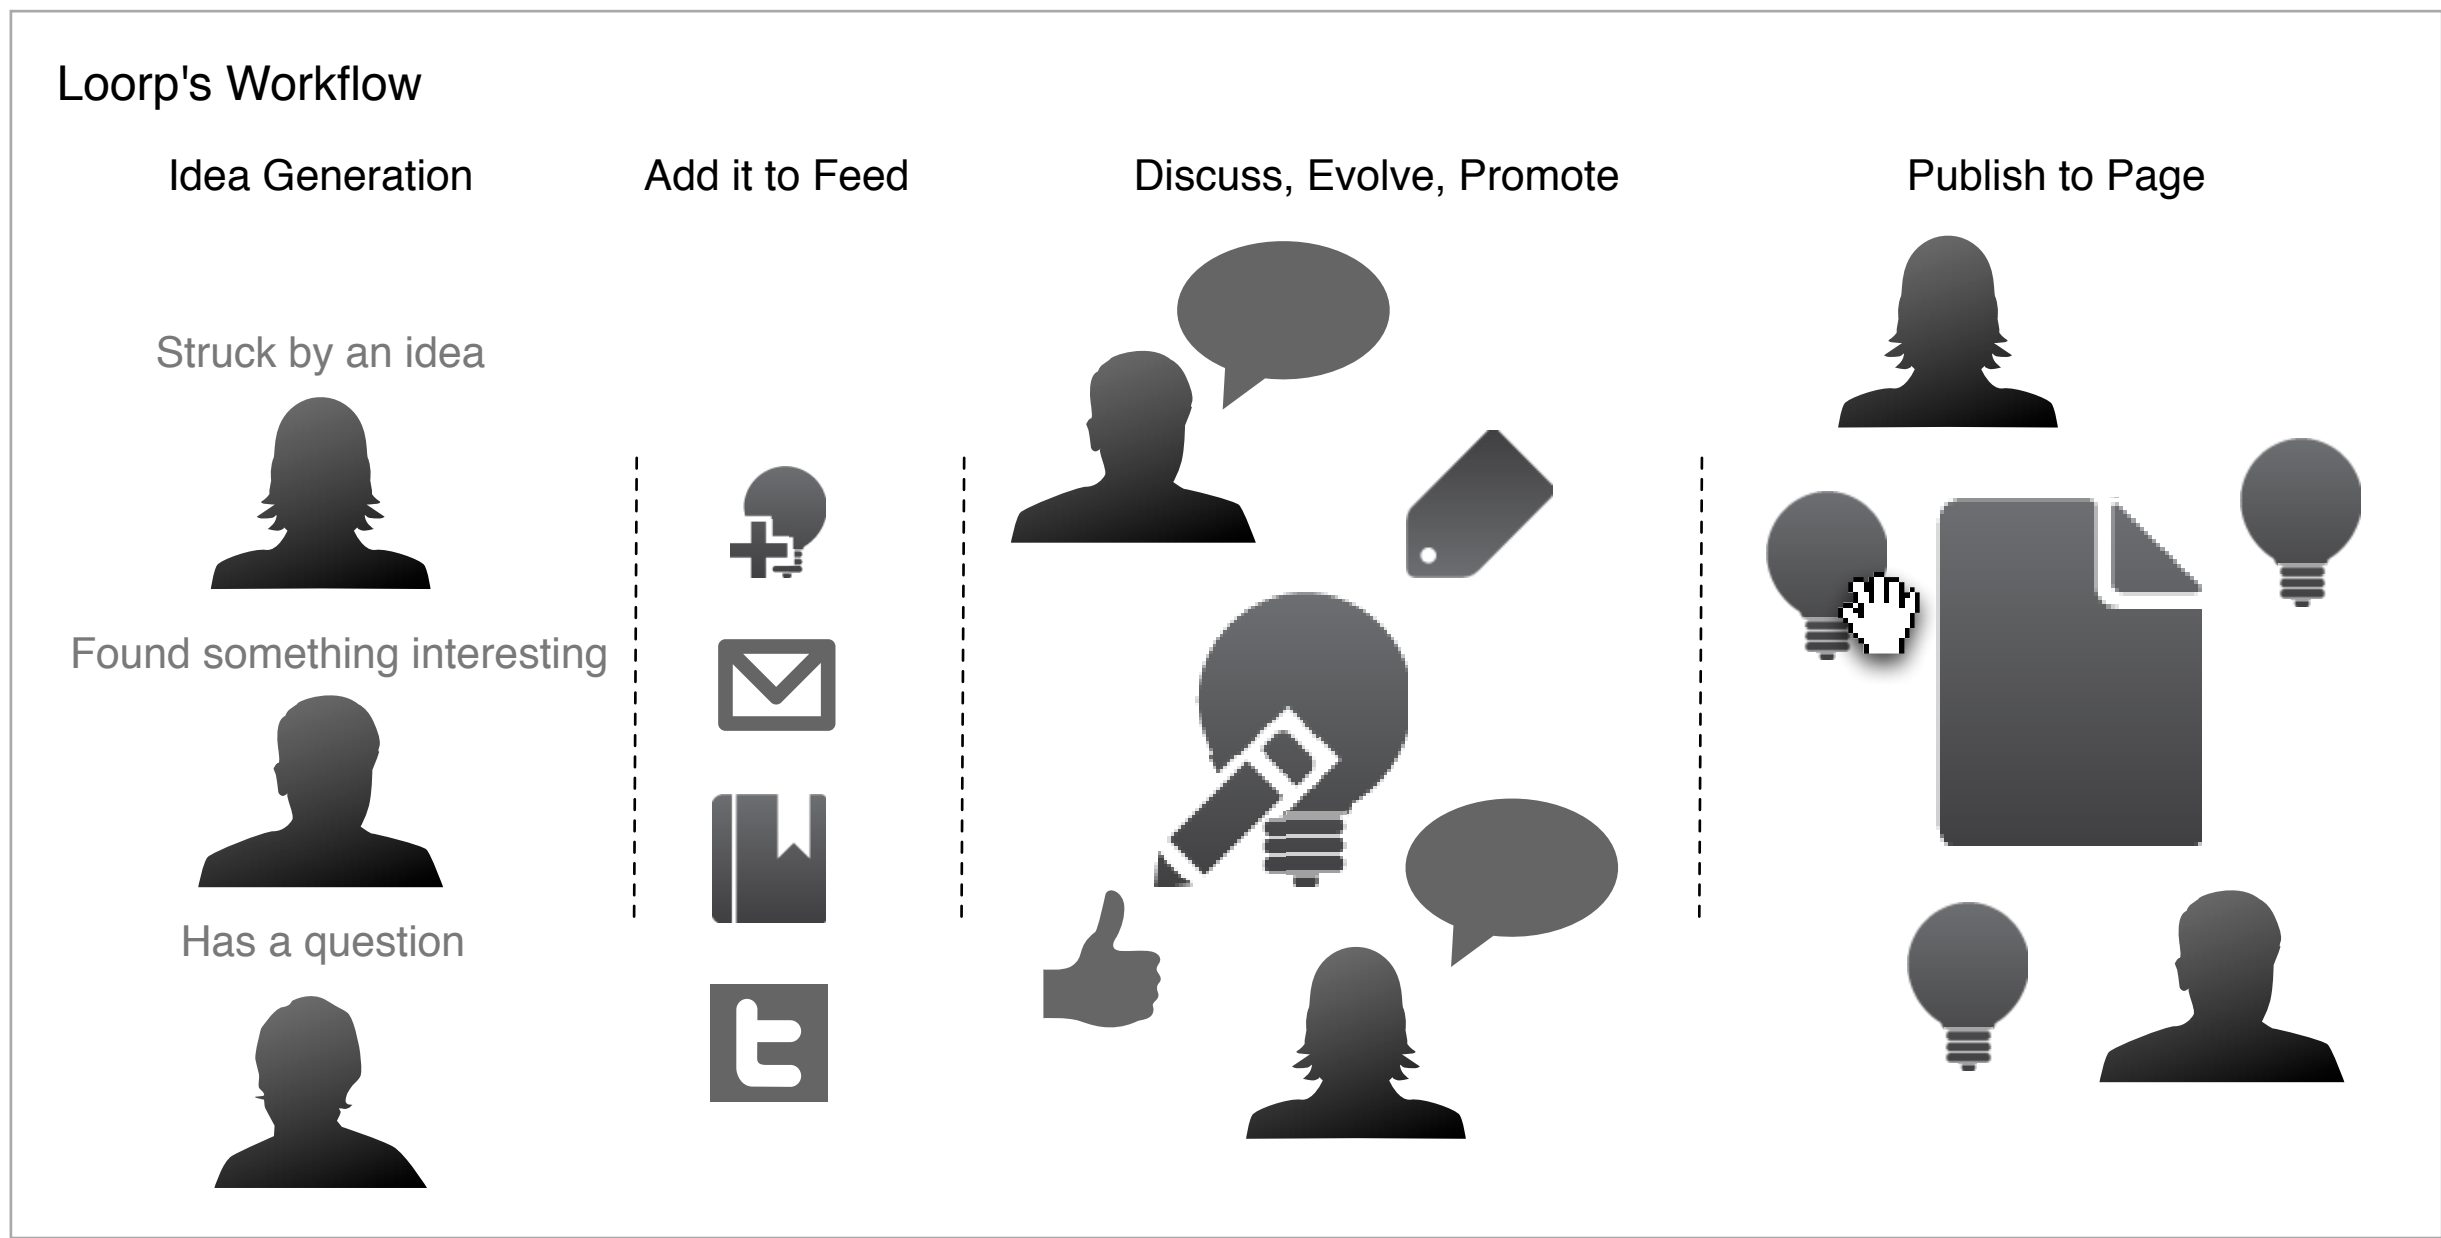 Loorp's Workflow
Idea Generation
Add it to Feed
Discuss, Evolve, Promote
Publish to Page
Struck by an idea
Found something interesting
Has a question